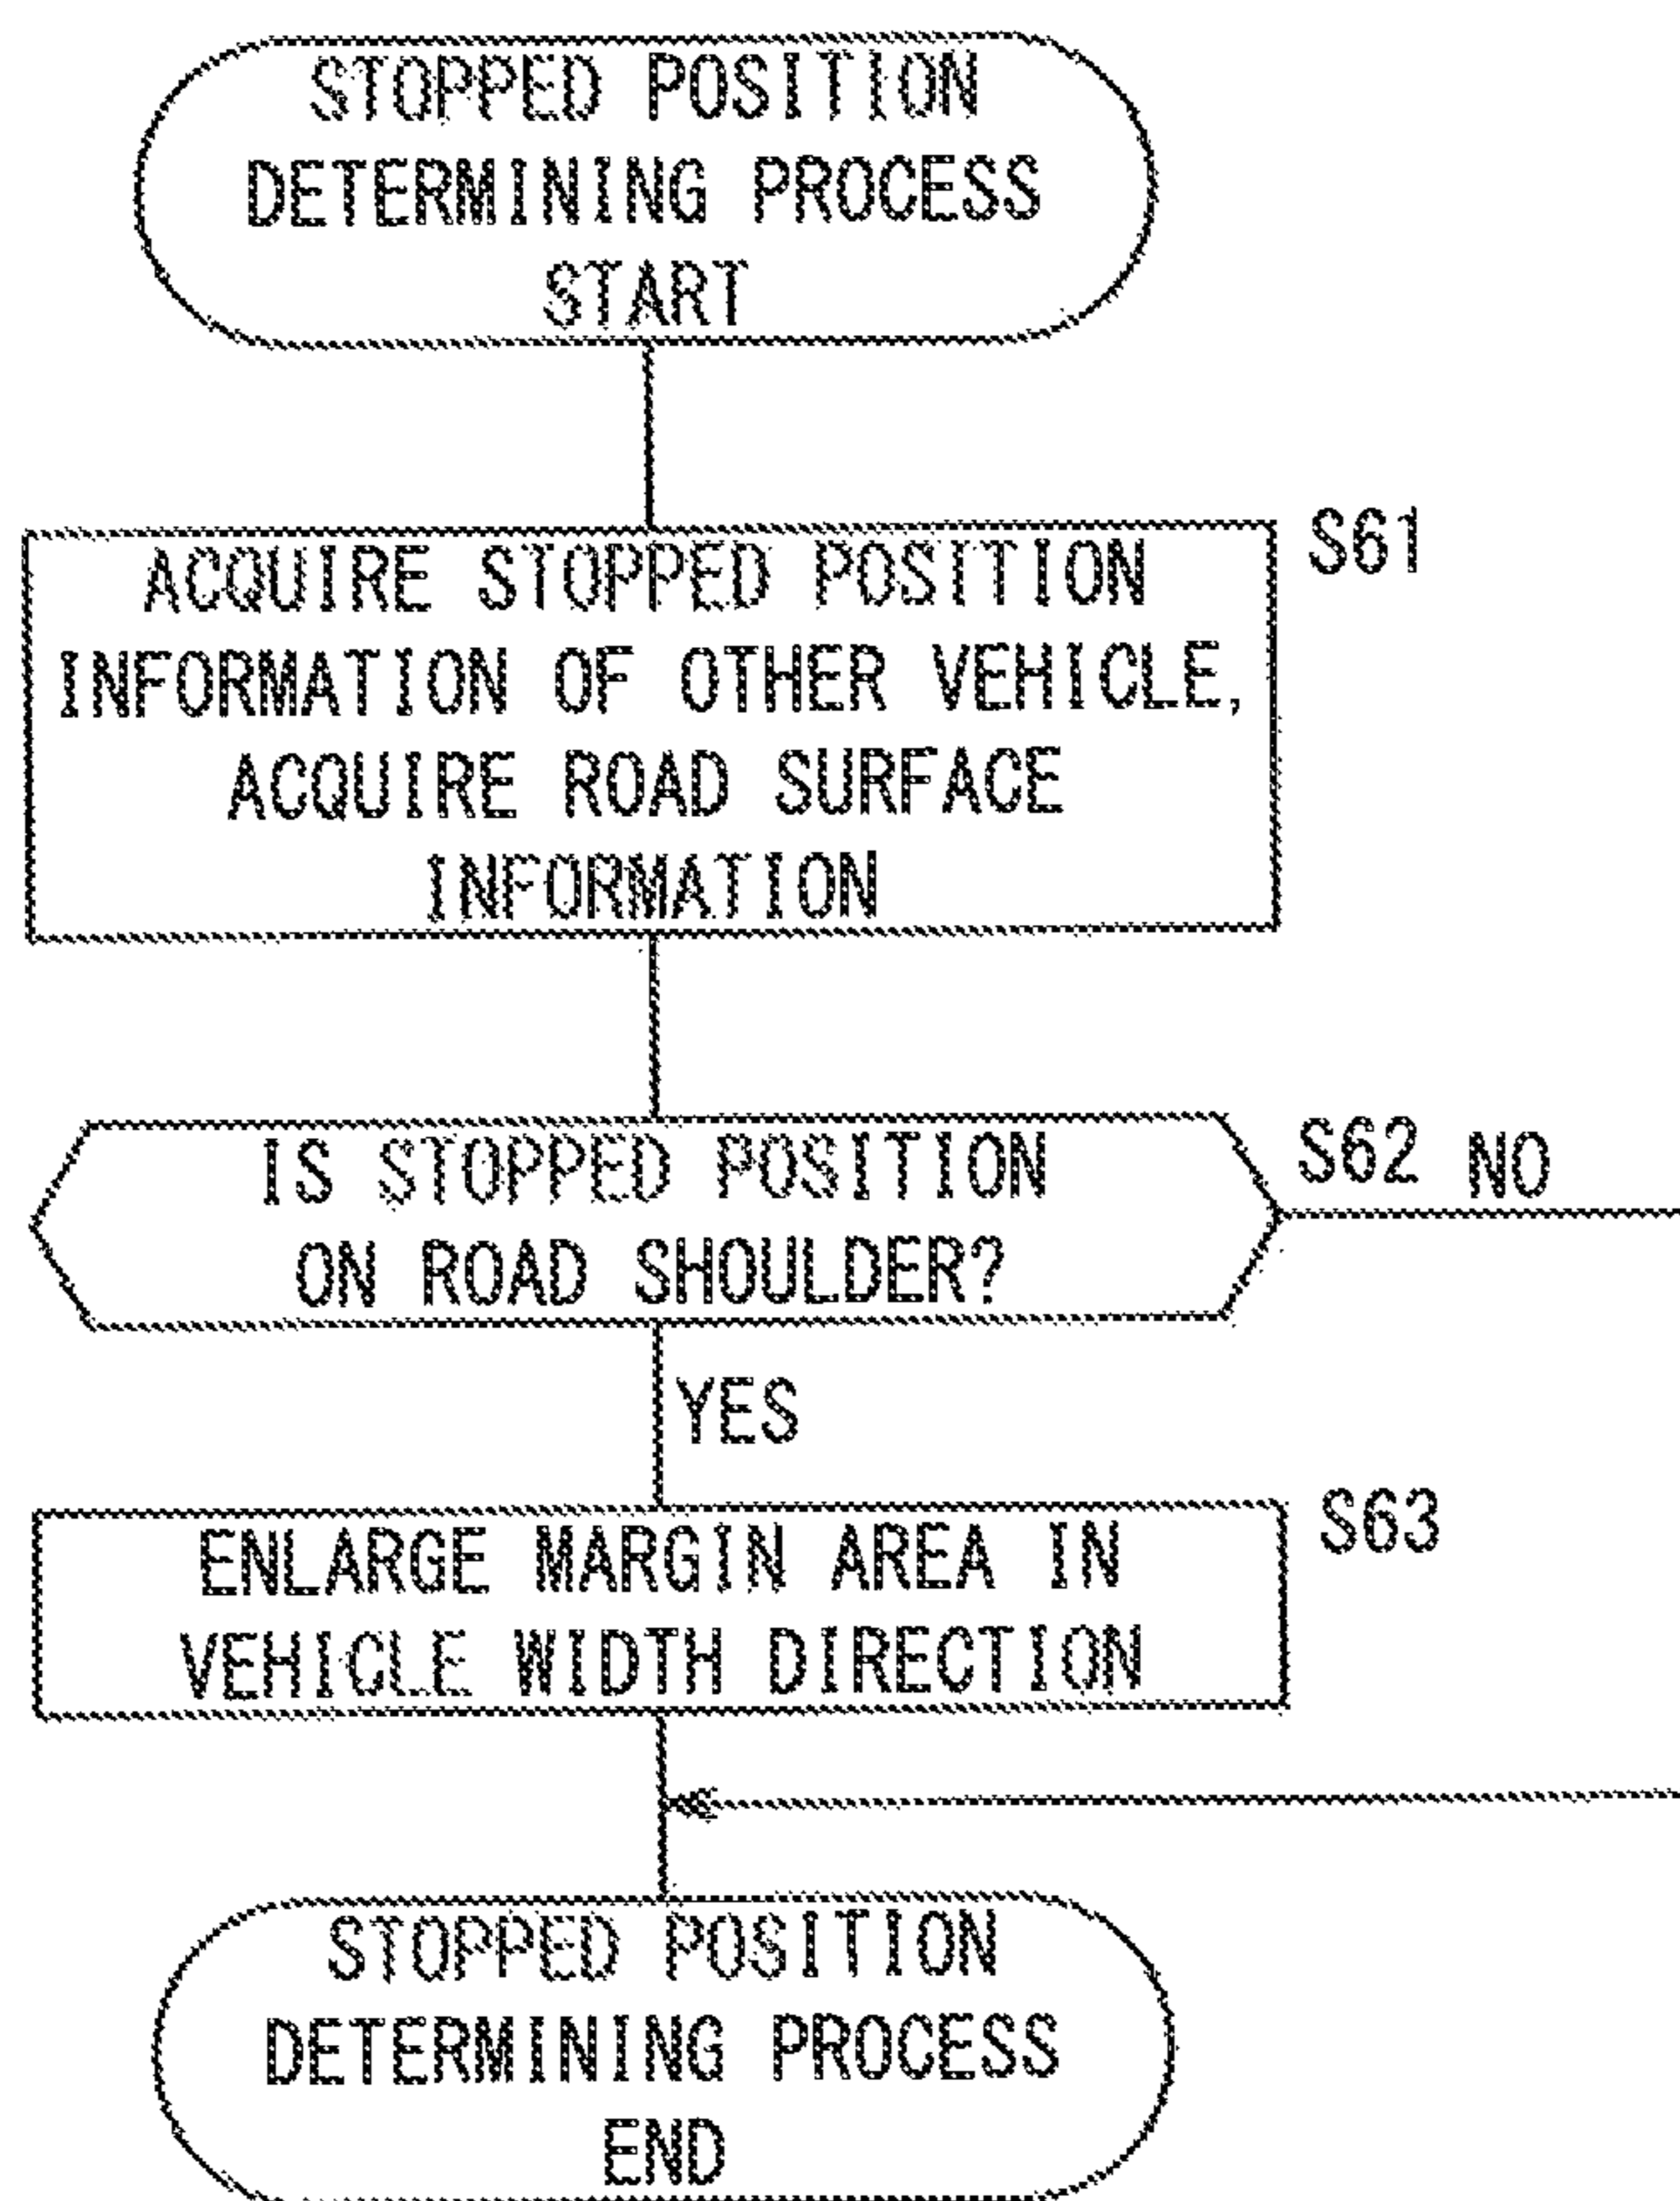 STOPPED POSITION
DETERMINING PROCESS
START
ACQUIRE STOPPED POSITION
INFORMATION OF OTHER VEHICLE,
ACQUIRE ROAD SURFACE
INFORMATION
S61
IS STOPPED POSITION
ON ROAD SHOULDER?
S62 NO
YES
ENLARGE MARGIN AREA IN
VEHICLE WIDTH DIRECTION
S63
STOPPED POSITION
DETERMINING PROCESS
END